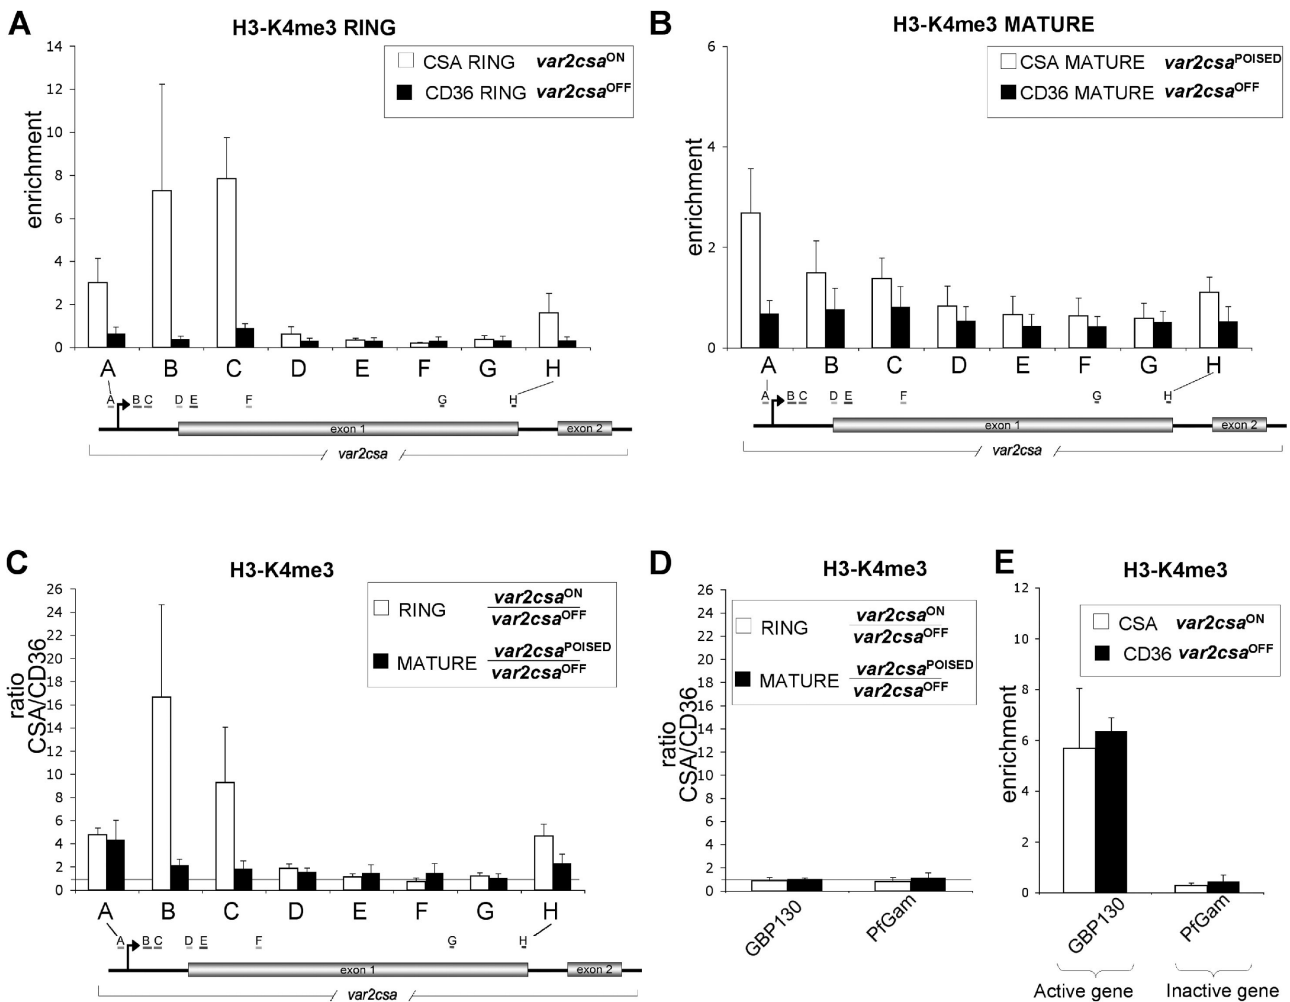 A
H3-K4me3 RING
CSA RING var2csaON
CD36 RING var2csaOFF
enrichment
14
12
10
8
6
4
2
0
A B C D E F G H
A B C D E F G H
exon 1 exon 2
var2csa
B
H3-K4me3 MATURE
CSA MATURE var2csaPOISED
CD36 MATURE var2csaOFF
enrichment
6
4
2
0
A B C D E F G H
A B C D E F G H
exon 1 exon 2
var2csa
C
H3-K4me3
RING var2csaON
var2csaOFF
MATURE var2csaPOISED
var2csaOFF
ratio
CSA/CD36
26
24
22
20
18
16
14
12
10
8
6
4
2
0
A B C D E F G H
A B C D E F G H
exon 1 exon 2
var2csa
D
H3-K4me3
RING var2csaON
var2csaOFF
MATURE var2csaPOISED
var2csaOFF
ratio
CSA/CD36
26
24
22
20
18
16
14
12
10
8
6
4
2
0
GBP130 PfGam
E
H3-K4me3
CSA var2csaON
CD36 var2csaOFF
enrichment
12
10
8
6
4
2
0
GBP130 PfGam
Active gene Inactive gene